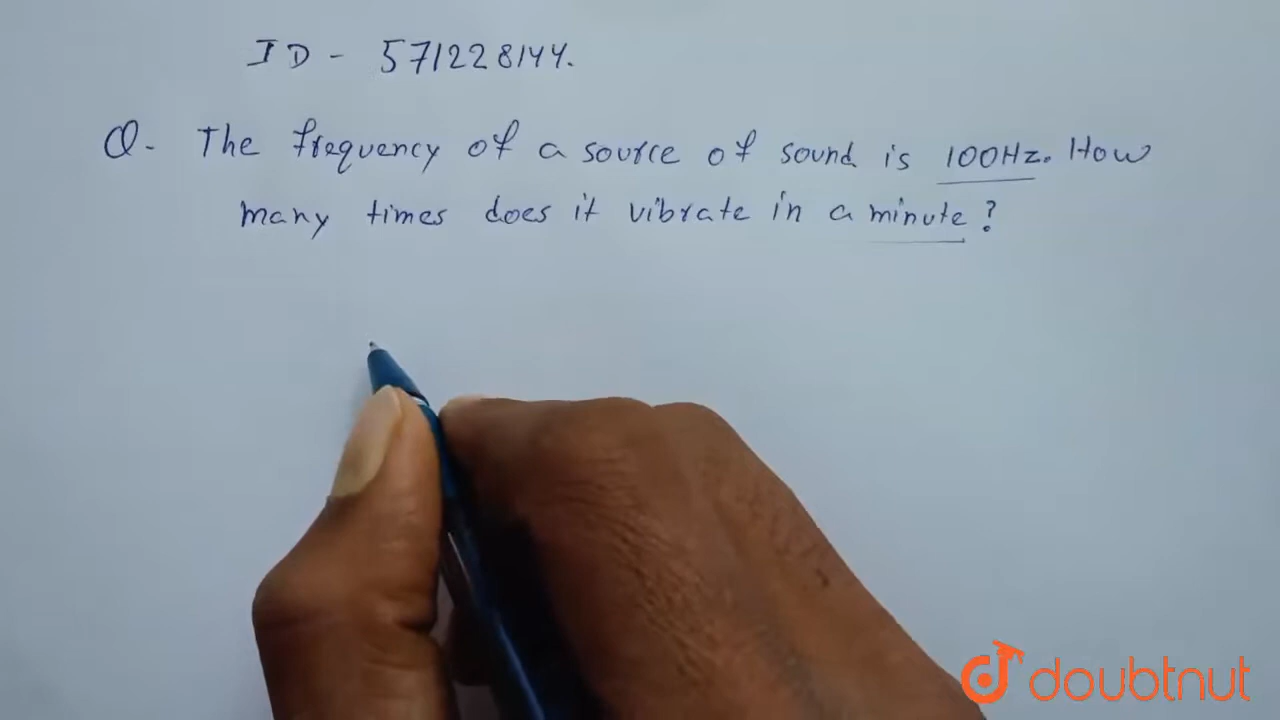 ID - 571228144.
Q. The frequency of a source of sound is 100Hz. How
many times does it vibrate in a minute?
doubtnut